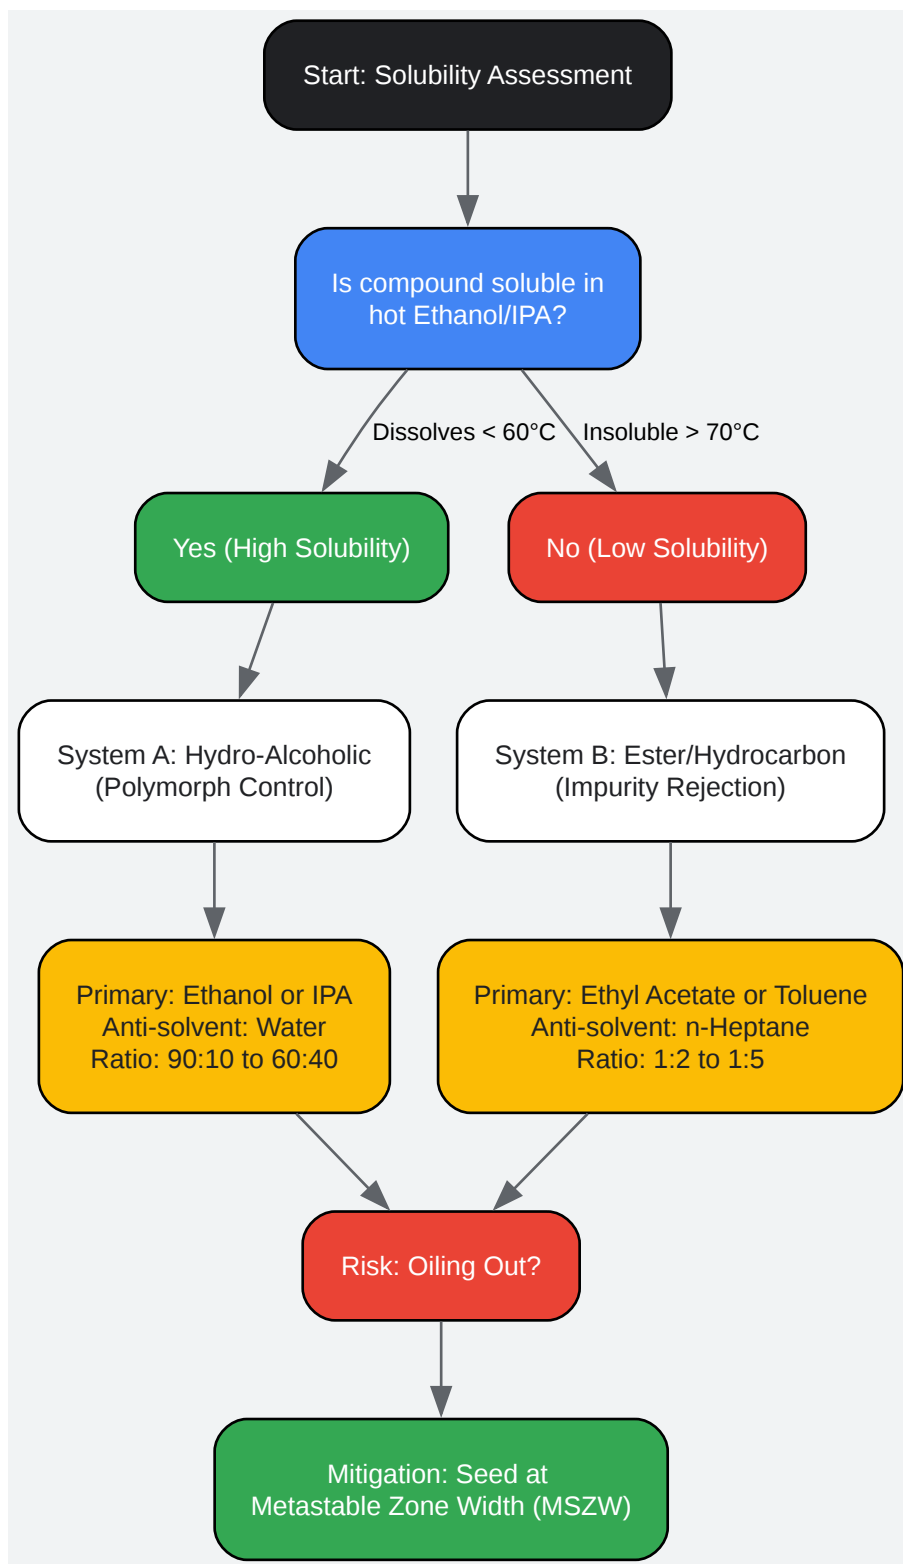 Start: Solubility Assessment
Is compound soluble in
hot Ethanol/IPA?
Dissolves < 60°C
Insoluble > 70°C
Yes (High Solubility)
No (Low Solubility)
System A: Hydro-Alcoholic
(Polymorph Control)
System B: Ester/Hydrocarbon
(Impurity Rejection)
Primary: Ethanol or IPA
Anti-solvent: Water
Ratio: 90:10 to 60:40
Primary: Ethyl Acetate or Toluene
Anti-solvent: n-Heptane
Ratio: 1:2 to 1:5
Risk: Oiling Out?
Mitigation: Seed at
Metastable Zone Width (MSZW)